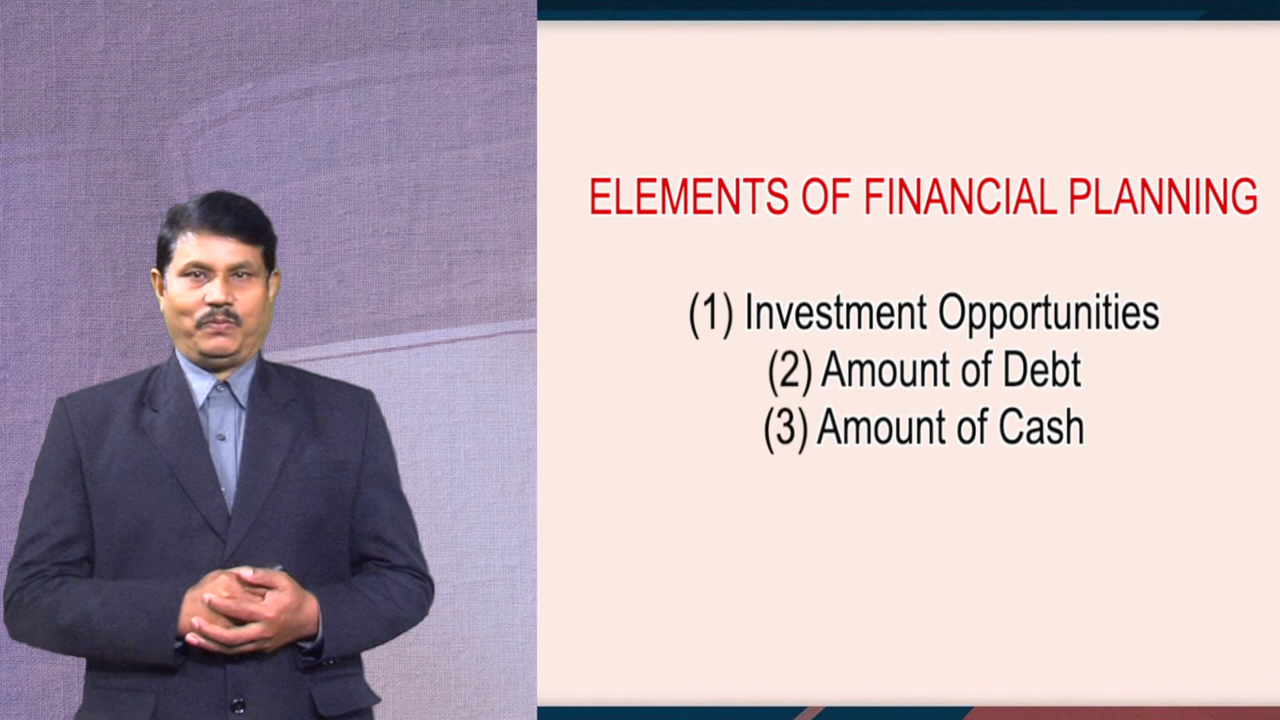 ELEMENTS OF FINANCIAL PLANNING
(1) Investment Opportunities
(2) Amount of Debt
(3) Amount of Cash